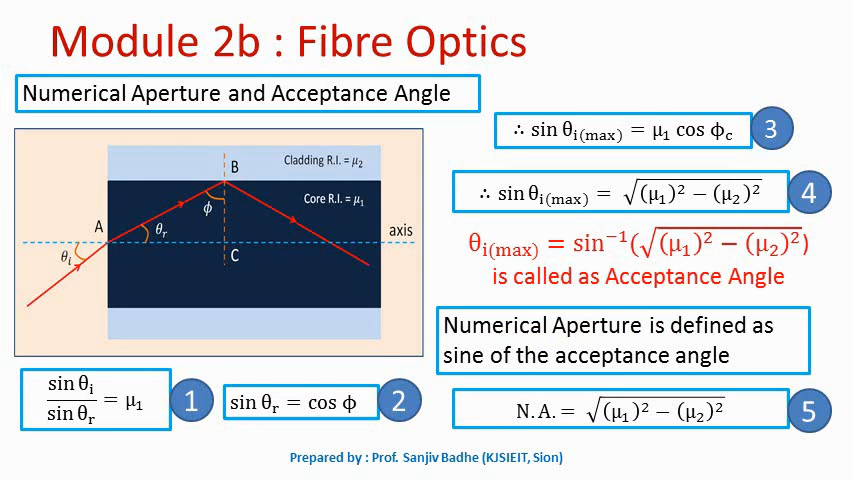 Module 2b : Fibre Optics
Numerical Aperture and Acceptance Angle
Cladding R.I. = μ₂
Core R.I. = μ₁
B
ϕ
A
θᵣ
axis
θᵢ
C
sin θᵢ / sin θᵣ = μ₁
1
sin θᵣ = cos ϕ
2
∴ sin θi(max) = μ₁ cos ϕc
3
∴ sin θi(max) = √((μ₁)² − (μ₂)²)
4
θi(max) = sin⁻¹(√((μ₁)² − (μ₂)²))
is called as Acceptance Angle
Numerical Aperture is defined as
sine of the acceptance angle
N. A. = √((μ₁)² − (μ₂)²)
5
Prepared by : Prof. Sanjiv Badhe (KJSIEIT, Sion)